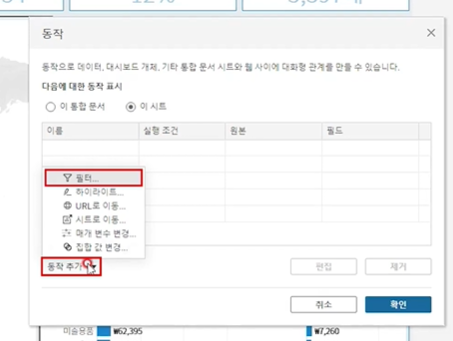 12%
동작
동작으로 데이터, 대시보드 개체, 기타 통합 문서 시트와 웹 사이에 대화형 관계를 만들 수 있습니다.
다음에 대한 동작 표시
이 통합 문서 이 시트
이름 실행 조건 원본 필드
필터...
하이라이트...
URL로 이동...
시트로 이동...
매개 변수 변경...
집합 값 변경...
동작 추가
편집 제거
취소 확인
미술용품 ₩62,395 ₩7,260